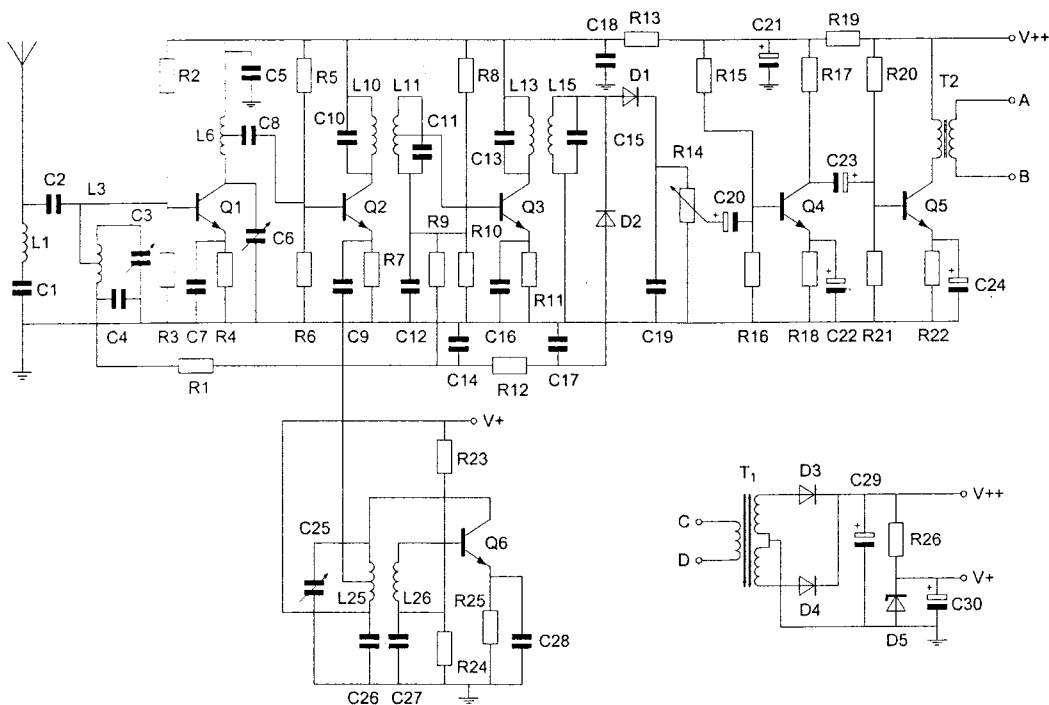 C18 R13 C21 R19
V++
R2 C5 R5 L10 L11 R8 L13 L15 D1 R15 R17 R20 T2
L6 C8 C10 C11 C13 C15 A
C2 L3 R14 C20 C23 B
L1 C3 Q1 C6 Q2 R9 Q3 D2 Q4 Q5
R10
R7 R11 C24
C1
C4 R3 C7 R4 R6 C9 C12 C16 C19 R16 R18 C22 R21 R22
C14 C17
R1 R12
V+
R23
C25 Q6
L25 L26 R25
R24 C28
C26 C27
T1 D3 C29
V++
C
R26
D
V+
D4 C30
D5